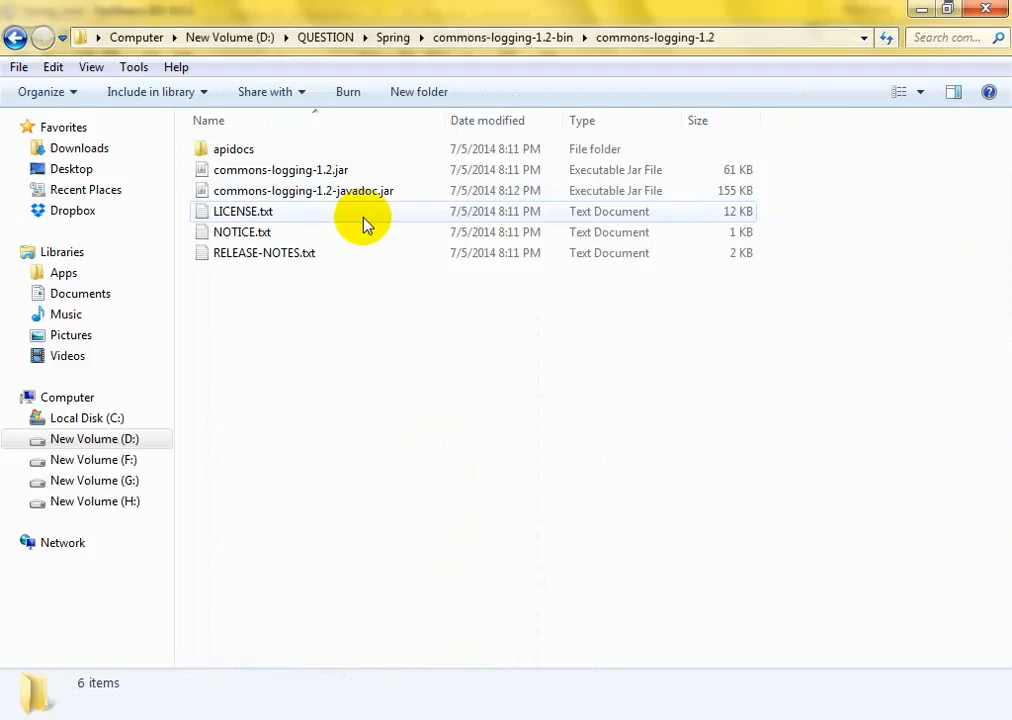 Computer New Volume (D:) QUESTION Spring commons-logging-1.2-bin commons-logging-1.2 Search com...
File Edit View Tools Help
Organize Include in library Share with Burn New folder
Name Date modified Type Size
apidocs 7/5/2014 8:11 PM File folder
commons-logging-1.2.jar 7/5/2014 8:11 PM Executable Jar File 61 KB
commons-logging-1.2-javadoc.jar 7/5/2014 8:12 PM Executable Jar File 155 KB
LICENSE.txt 7/5/2014 8:11 PM Text Document 12 KB
NOTICE.txt 7/5/2014 8:11 PM Text Document 1 KB
RELEASE-NOTES.txt 7/5/2014 8:11 PM Text Document 2 KB
Favorites
Downloads
Desktop
Recent Places
Dropbox
Libraries
Apps
Documents
Music
Pictures
Videos
Computer
Local Disk (C:)
New Volume (D:)
New Volume (F:)
New Volume (G:)
New Volume (H:)
Network
6 items